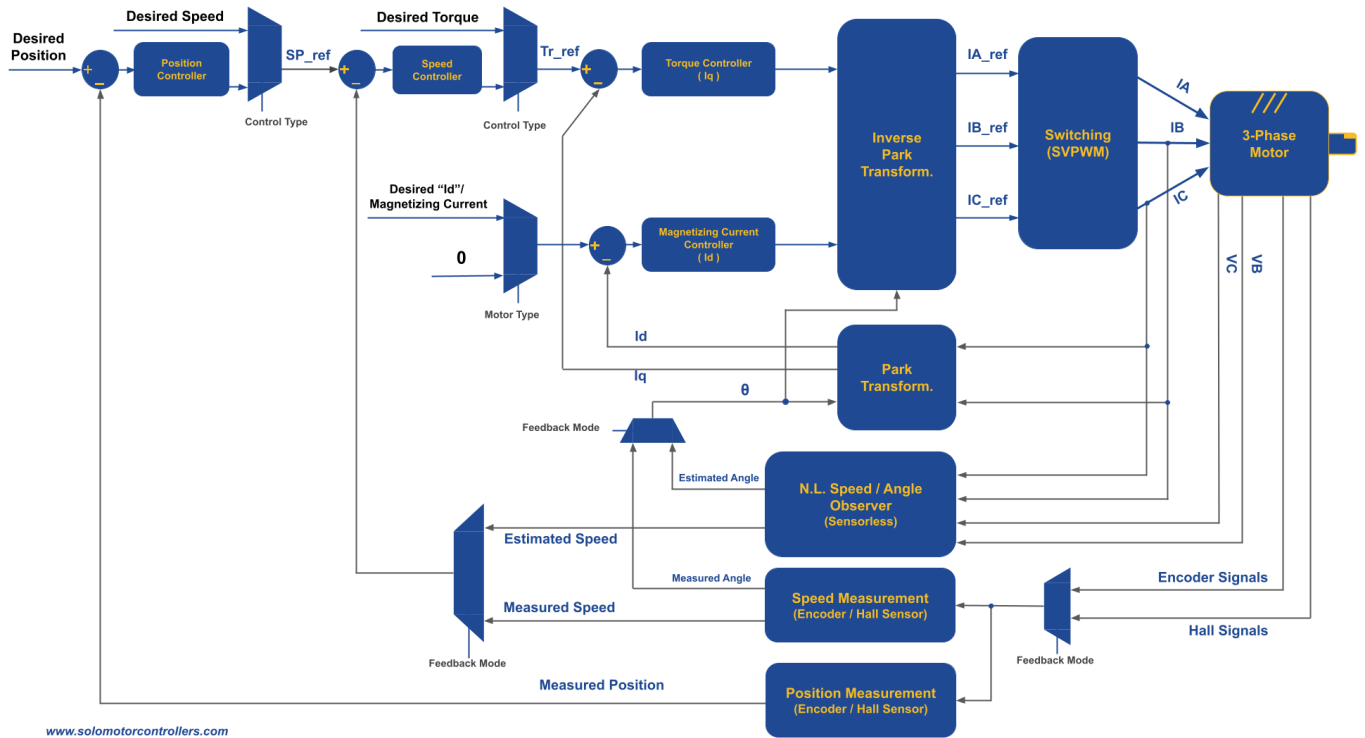 Desired Speed
Desired Torque
Desired
Position
SP_ref
Tr_ref
IA_ref
IA
+
–
Position
Controller
+
–
Speed
Controller
+
–
Torque Controller
( Iq )
Control Type
Control Type
Inverse
Park
Transform.
IB_ref
Switching
(SVPWM)
IB
3-Phase
Motor
Desired “Id”/
Magnetizing Current
IC_ref
IC
0
+
–
Magnetizing Current
Controller
( Id )
VC
VB
Motor Type
Id
Iq
Park
Transform.
θ
Feedback Mode
Estimated Angle
N.L. Speed / Angle
Observer
(Sensorless)
Estimated Speed
Measured Angle
Speed Measurement
(Encoder / Hall Sensor)
Encoder Signals
Measured Speed
Hall Signals
Feedback Mode
Feedback Mode
Measured Position
Position Measurement
(Encoder / Hall Sensor)
www.solomotorcontrollers.com